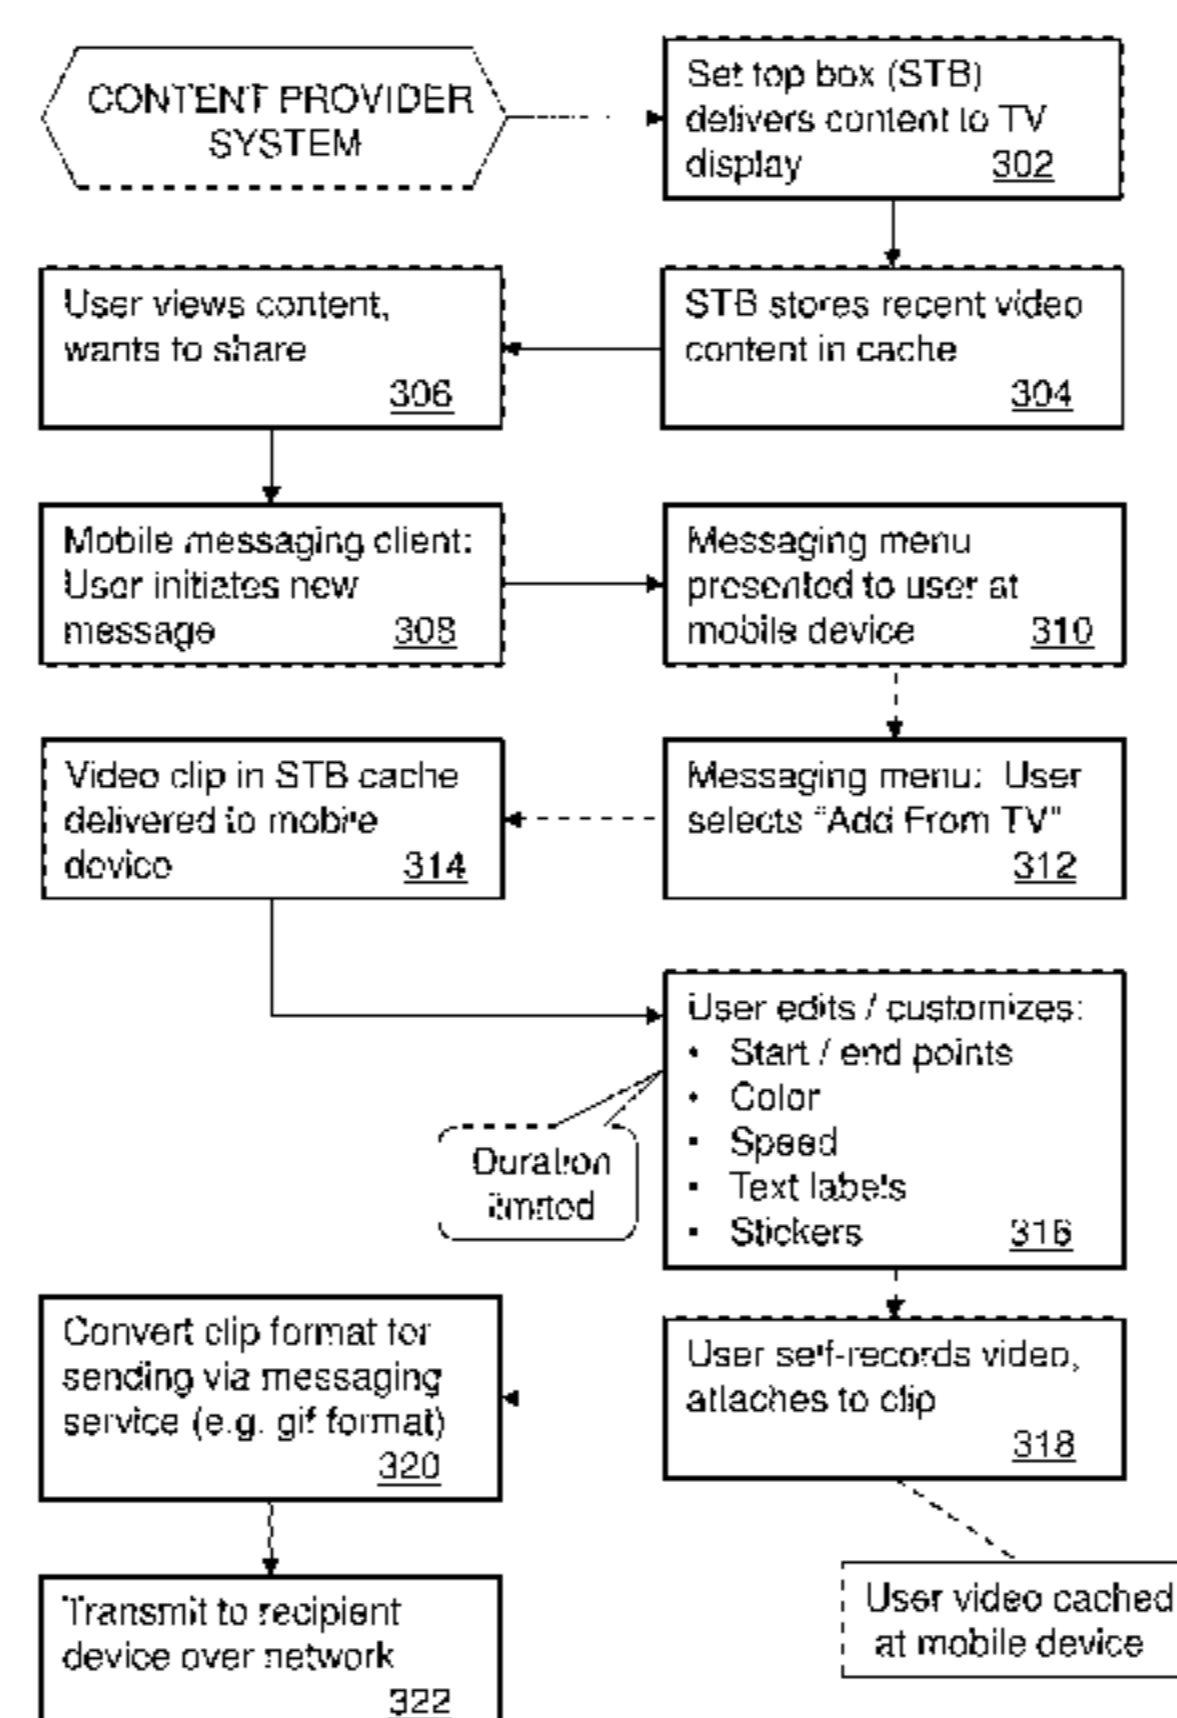 CONTENT PROVIDER
SYSTEM
Set top box (STB)
delivers content to TV
display 302
User views content,
wants to share
306
STB stores recent video
content in cache
304
Mobile messaging client:
User initiates new
message 308
Messaging menu
presented to user at
mobile device 310
Video clip in STB cache
delivered to mobile
device 314
Messaging menu: User
selects "Add From TV"
312
User edits / customizes:
• Start / end points
• Color
• Speed
• Text labels
• Stickers 316
Duration
limited
Convert clip format for
sending via messaging
service (e.g. gif format)
320
User self-records video,
attaches to clip
318
Transmit to recipient
device over network
322
User video cached
at mobile device